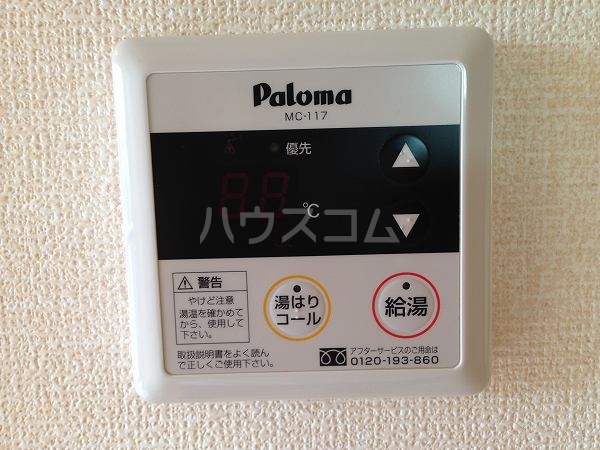 Paloma
MC-117
優先
88
℃
ハウスコム
警告
やけど注意
湯温を確かめて
から、使用して
下さい。
取扱説明書をよく読ん
で正しくご使用下さい。
湯はり
コール
給湯
アフターサービスのご用命は
0120-193-860